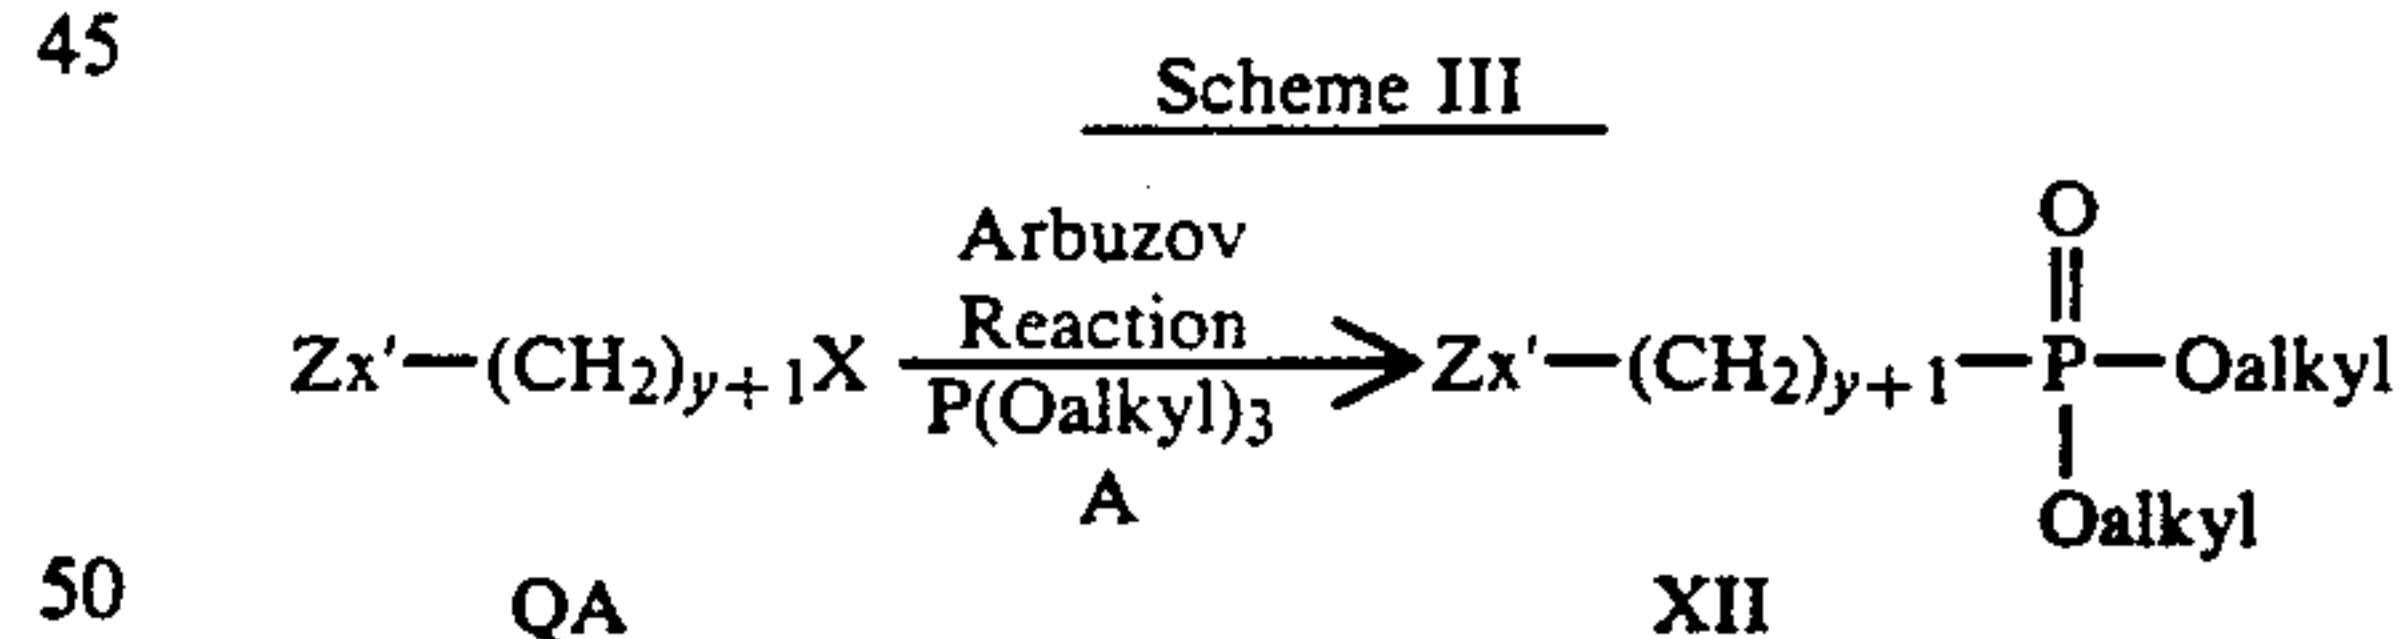 45
Scheme III
Arbuzov
Reaction
Zx'—(CH2)y+1X P(Oalkyl)3 Zx'—(CH2)y+1—P—Oalkyl
O
A
Oalkyl
50 QA XII